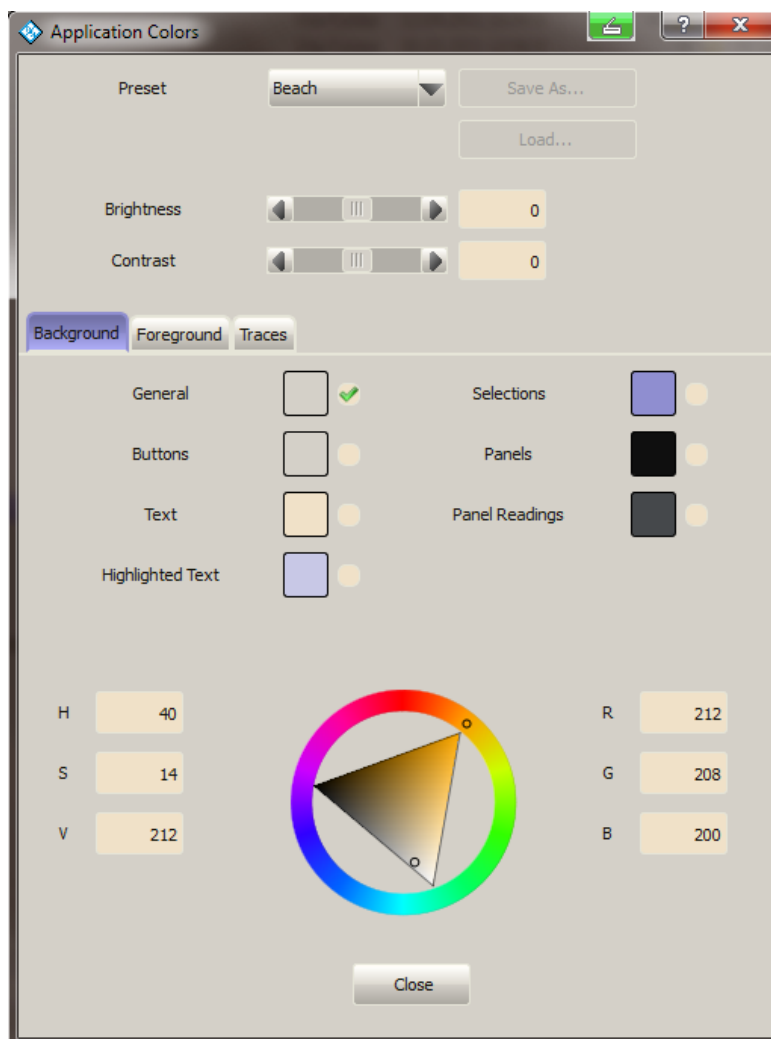 Application Colors ?
Preset Beach Save As...
Load...
Brightness 0
Contrast 0
Background Foreground Traces
General Selections
Buttons Panels
Text Panel Readings
Highlighted Text
H 40 R 212
S 14 G 208
V 212 B 200
Close